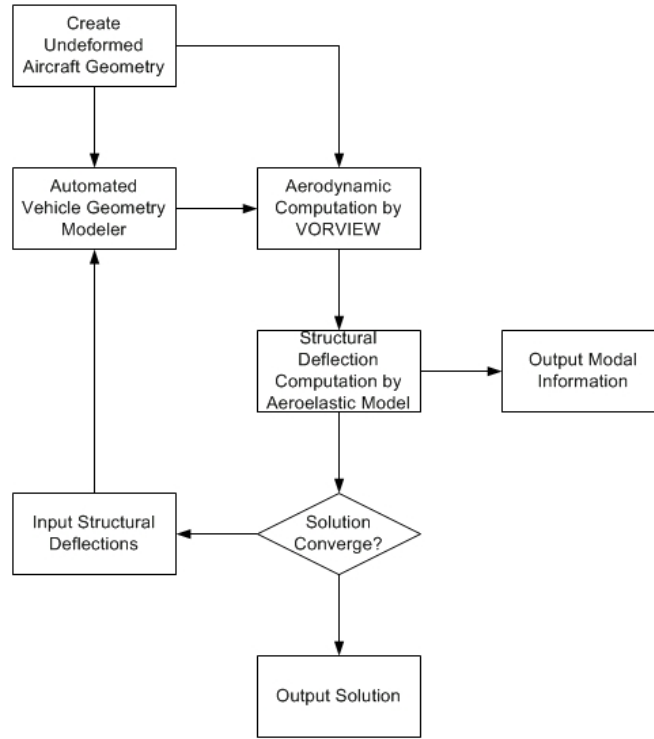 Create
Undeformed
Aircraft Geometry
Automated
Vehicle Geometry
Modeler
Aerodynamic
Computation by
VORVIEW
Structural
Deflection
Computation by
Aeroelastic Model
Output Modal
Information
Input Structural
Deflections
Solution
Converge?
Output Solution